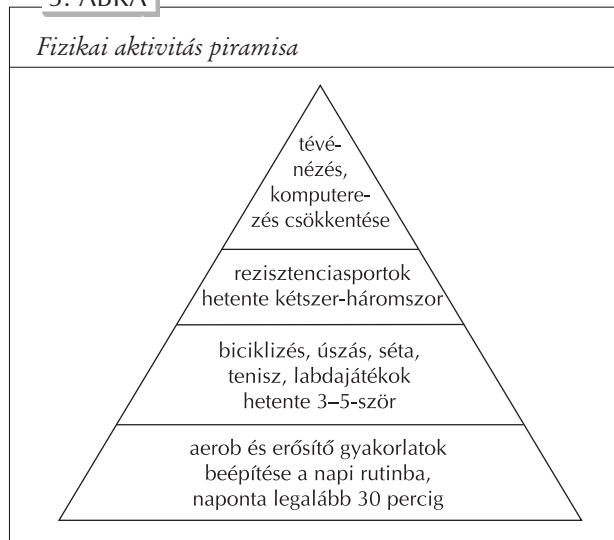 3. ÁBRA
Fizikai aktivitás piramisa
tévé-
nézés,
komputere-
zés csökkentése
rezisztenciasportok
hetente kétszer-háromszor
biciklizés, úszás, séta,
tenisz, labdajátékok
hetente 3–5-ször
aerob és erősítő gyakorlatok
beépítése a napi rutinba,
naponta legalább 30 percig